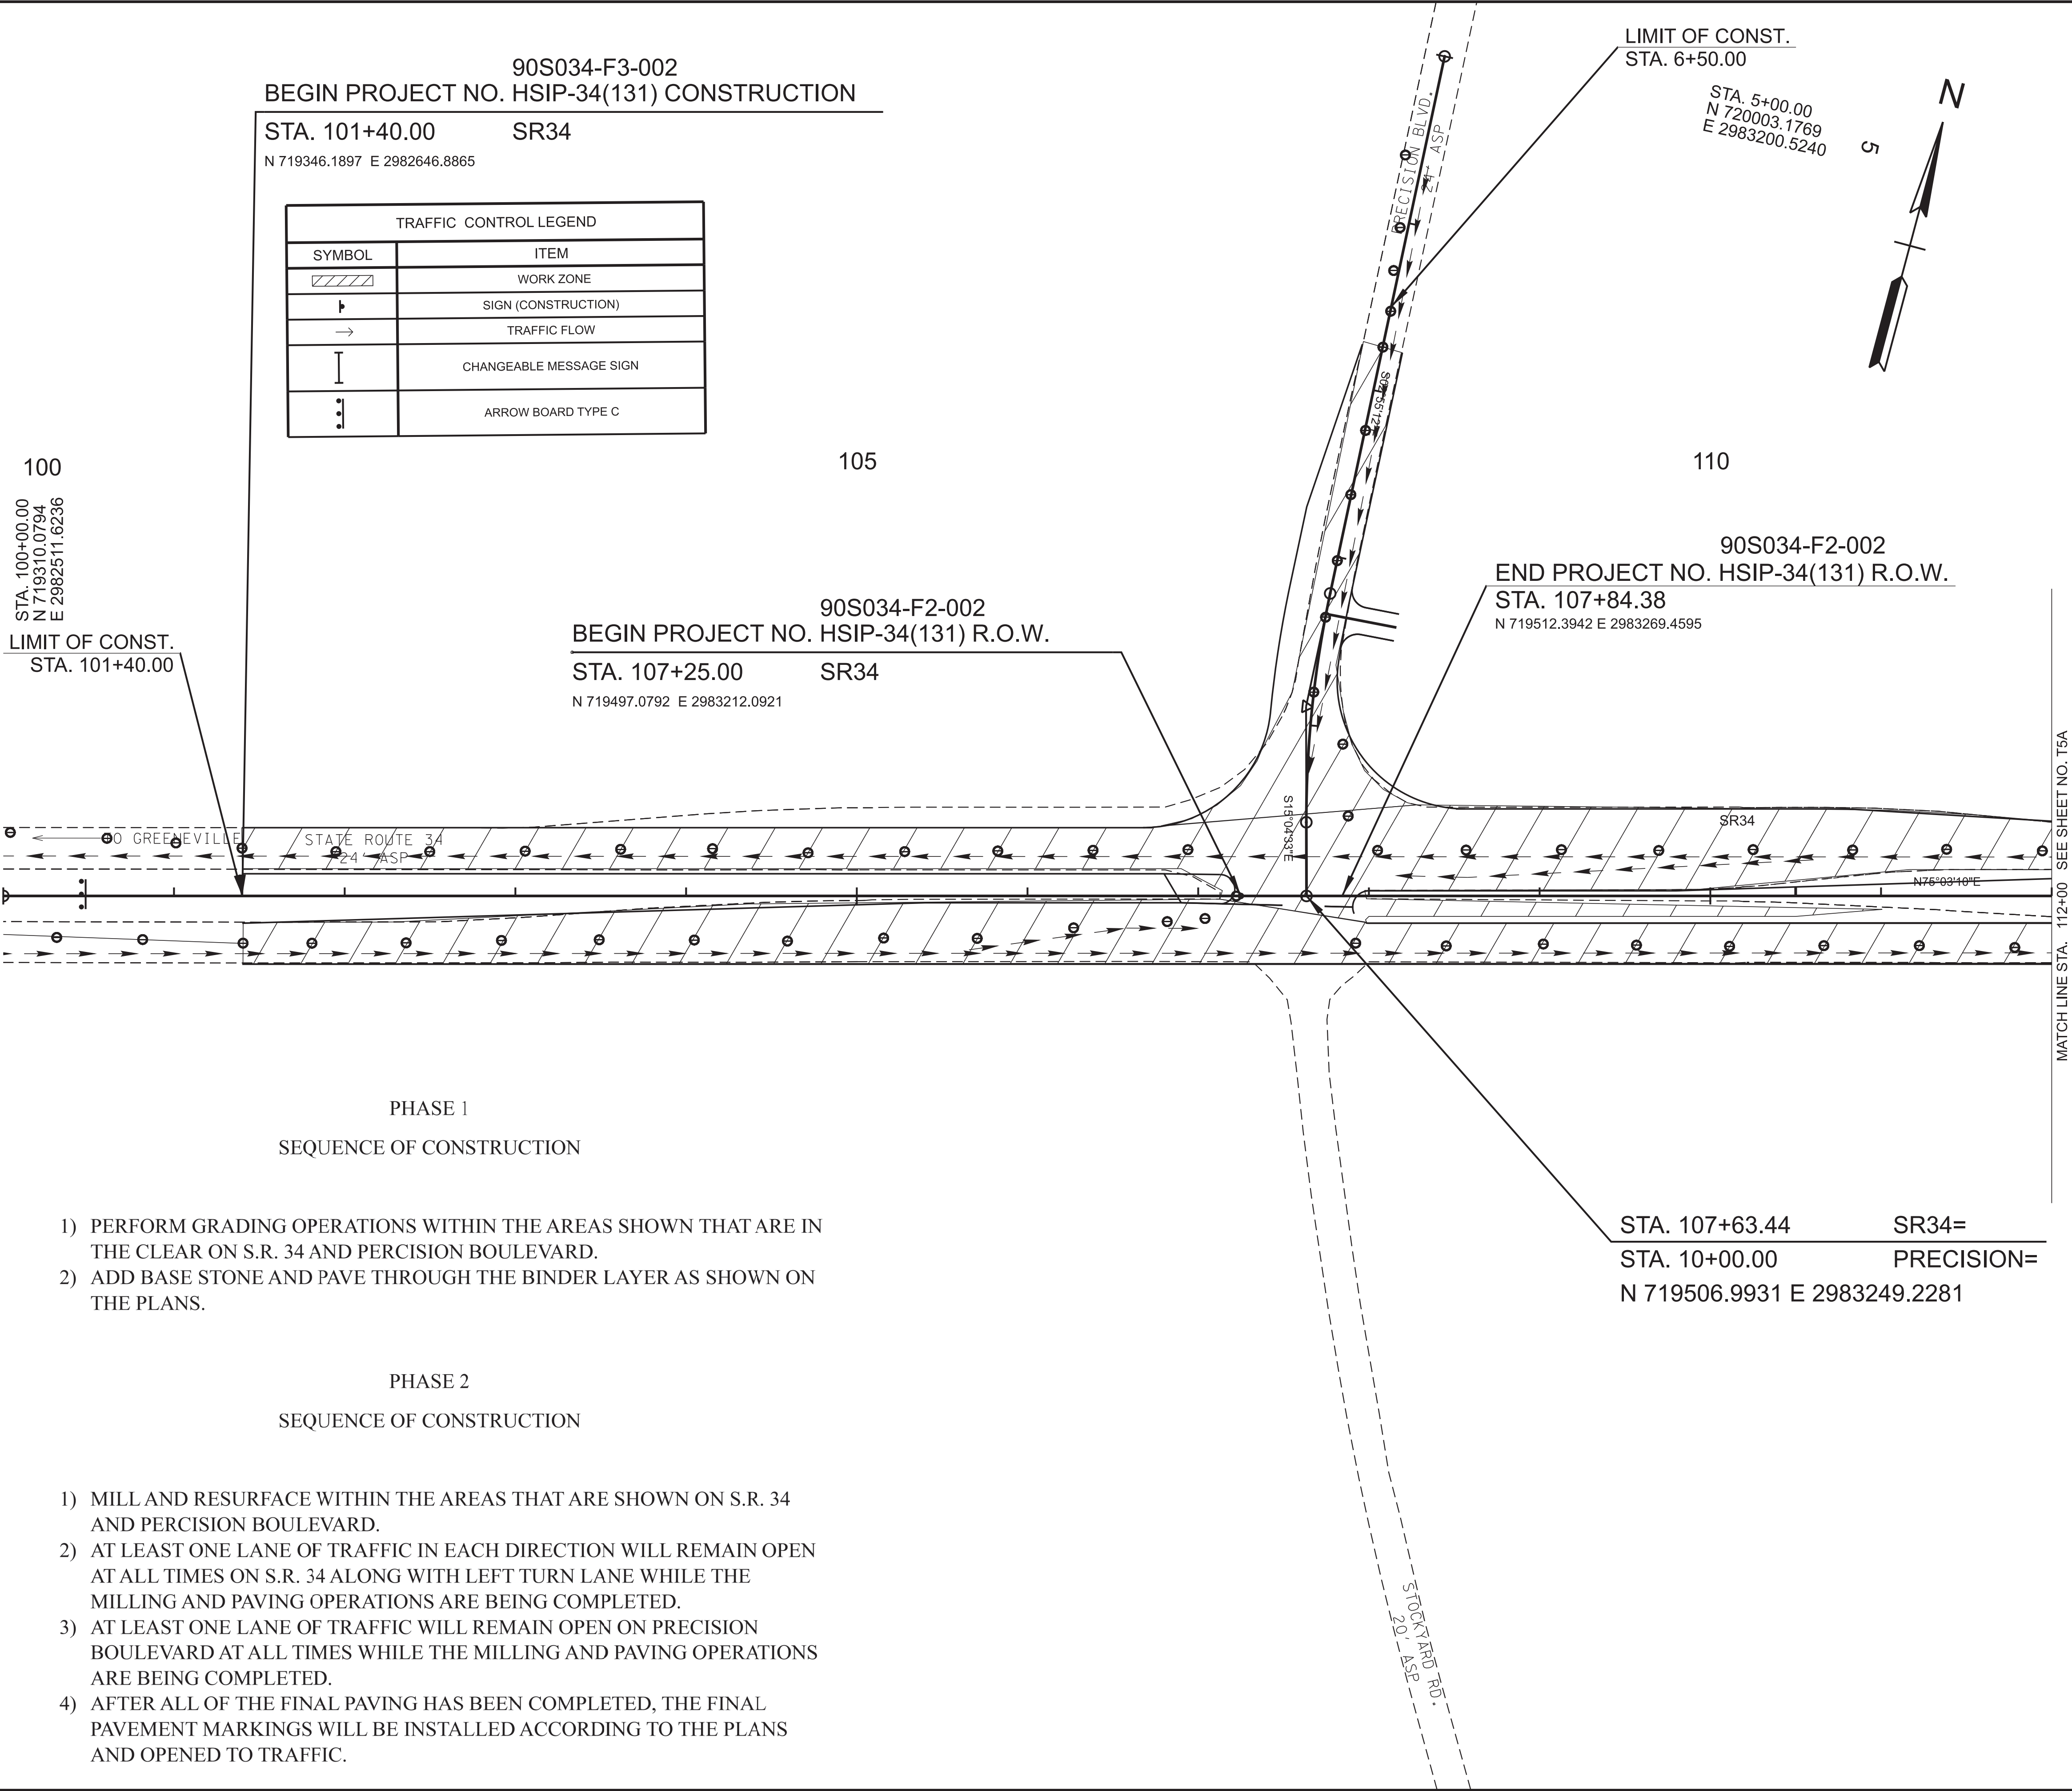 90S034-F3-002
BEGIN PROJECT NO. HSIP-34(131) CONSTRUCTION
STA. 101+40.00 SR34
N 719346.1897 E 2982646.8865
LIMIT OF CONST.
STA. 6+50.00
STA. 5+00.00
N 720003.1769
E 2983200.5240
5
N
PRECISION BLVD.
24' ASP
TRAFFIC CONTROL LEGEND
SYMBOL ITEM
WORK ZONE
SIGN (CONSTRUCTION)
TRAFFIC FLOW
CHANGEABLE MESSAGE SIGN
ARROW BOARD TYPE C
100
105
110
STA. 100+00.00
N 719310.0794
E 2982511.6236
LIMIT OF CONST.
STA. 101+40.00
90S034-F2-002
BEGIN PROJECT NO. HSIP-34(131) R.O.W.
STA. 107+25.00 SR34
N 719497.0792 E 2983212.0921
90S034-F2-002
END PROJECT NO. HSIP-34(131) R.O.W.
STA. 107+84.38
N 719512.3942 E 2983269.4595
S15°04'33"E
TO GREENEVILLE
STATE ROUTE 34
24' ASP
SR34
N75°03'10"E
MATCH LINE STA. 112+00 SEE SHEET NO. T5A
STA. 107+63.44 SR34=
STA. 10+00.00 PRECISION=
N 719506.9931 E 2983249.2281
STOCKYARD RD.
20' ASP
PHASE 1
SEQUENCE OF CONSTRUCTION
1) PERFORM GRADING OPERATIONS WITHIN THE AREAS SHOWN THAT ARE IN
THE CLEAR ON S.R. 34 AND PERCISION BOULEVARD.
2) ADD BASE STONE AND PAVE THROUGH THE BINDER LAYER AS SHOWN ON
THE PLANS.
PHASE 2
SEQUENCE OF CONSTRUCTION
1) MILL AND RESURFACE WITHIN THE AREAS THAT ARE SHOWN ON S.R. 34
AND PERCISION BOULEVARD.
2) AT LEAST ONE LANE OF TRAFFIC IN EACH DIRECTION WILL REMAIN OPEN
AT ALL TIMES ON S.R. 34 ALONG WITH LEFT TURN LANE WHILE THE
MILLING AND PAVING OPERATIONS ARE BEING COMPLETED.
3) AT LEAST ONE LANE OF TRAFFIC WILL REMAIN OPEN ON PRECISION
BOULEVARD AT ALL TIMES WHILE THE MILLING AND PAVING OPERATIONS
ARE BEING COMPLETED.
4) AFTER ALL OF THE FINAL PAVING HAS BEEN COMPLETED, THE FINAL
PAVEMENT MARKINGS WILL BE INSTALLED ACCORDING TO THE PLANS
AND OPENED TO TRAFFIC.